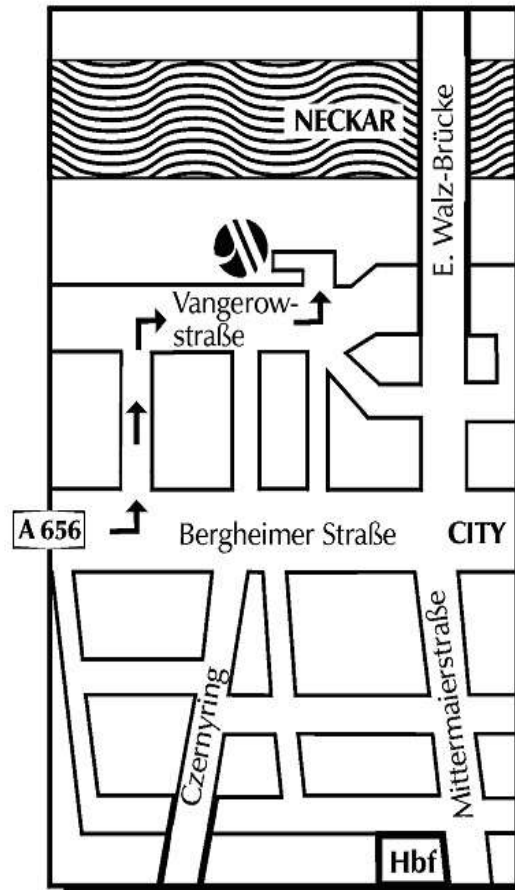 NECKAR
E. Walz-Brücke
Vangerow-
straße
A 656
Bergheimer Straße
CITY
Czernyring
Mittermaierstraße
Hbf